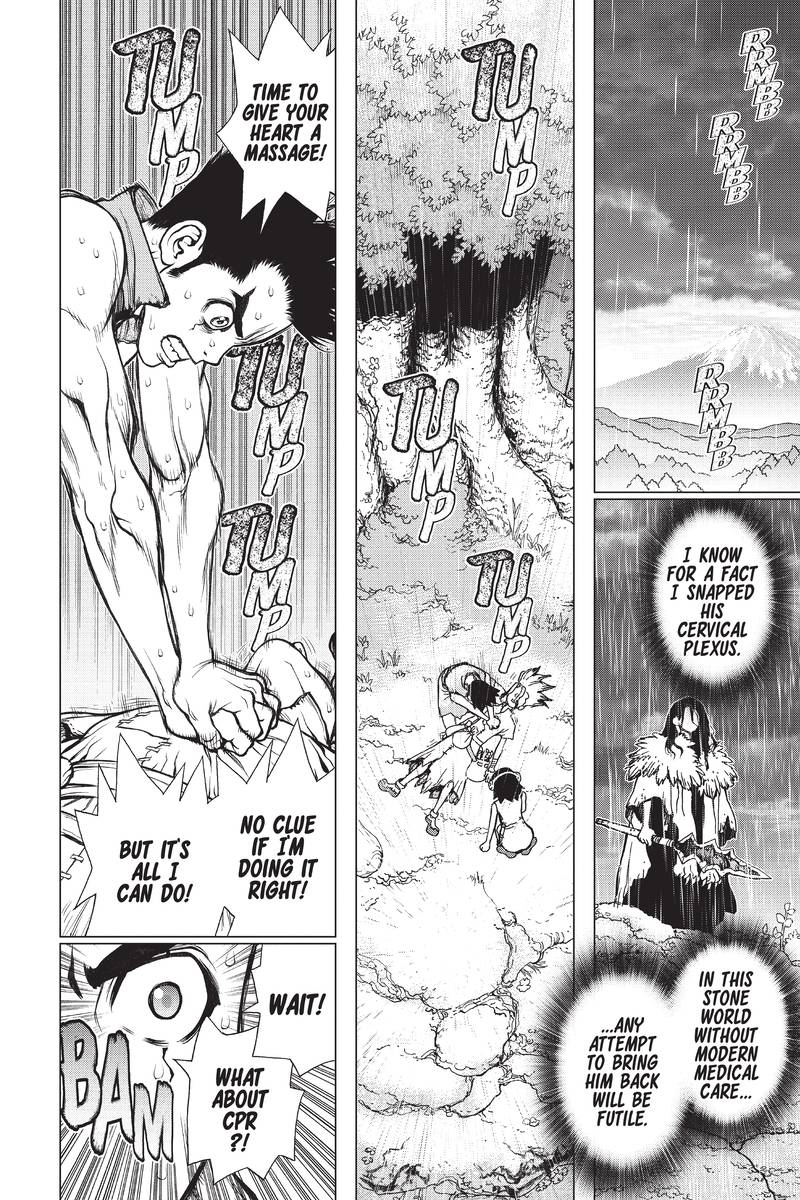 RRMBB
RRMBB
RRMBB
I KNOW
FOR A FACT
I SNAPPED
HIS
CERVICAL
PLEXUS.
IN THIS
STONE
WORLD
WITHOUT
MODERN
MEDICAL
CARE...
...ANY
ATTEMPT
TO BRING
HIM BACK
WILL BE
FUTILE.
TUMP
TUMP
TUMP
TIME TO
GIVE YOUR
HEART A
MASSAGE!
TUMP
TUMP
TUMP
NO CLUE
IF I'M
DOING IT
RIGHT!
BUT IT'S
ALL I
CAN DO!
WAIT!
WHAT
ABOUT
CPR
?!
BAM